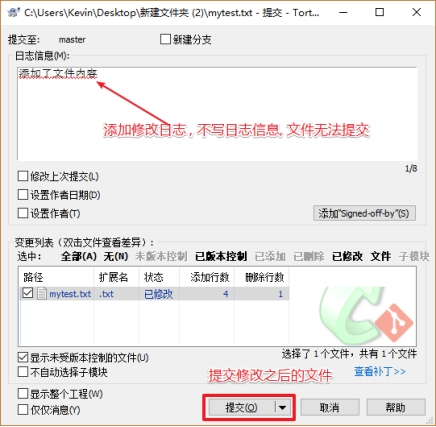 C:\Users\Kevin\Desktop\新建文件夹 (2)\mytest.txt - 提交 - Tort...
提交至: master 新建分支
日志信息(M):
添加了文件内容
添加修改日志 , 不写日志信息, 文件无法提交
1/8
修改上次提交(L)
设置作者日期(D)
设置作者(T) 添加"Signed-off-by"(S)
变更列表（双击文件查看差异）:
选中: 全部(A) 无(N) 未版本控制 已版本控制 已添加 已删除 已修改 文件 子模块
路径 扩展名 状态 添加行数 删除行数
mytest.txt .txt 已修改 4 1
显示未受版本控制的文件(U) 选择了 1 个文件，共有 1 个文件
不自动选择子模块 提交修改之后的文件 查看补丁>>
显示整个工程(W)
仅仅消息(Y) 提交(O) 取消 帮助